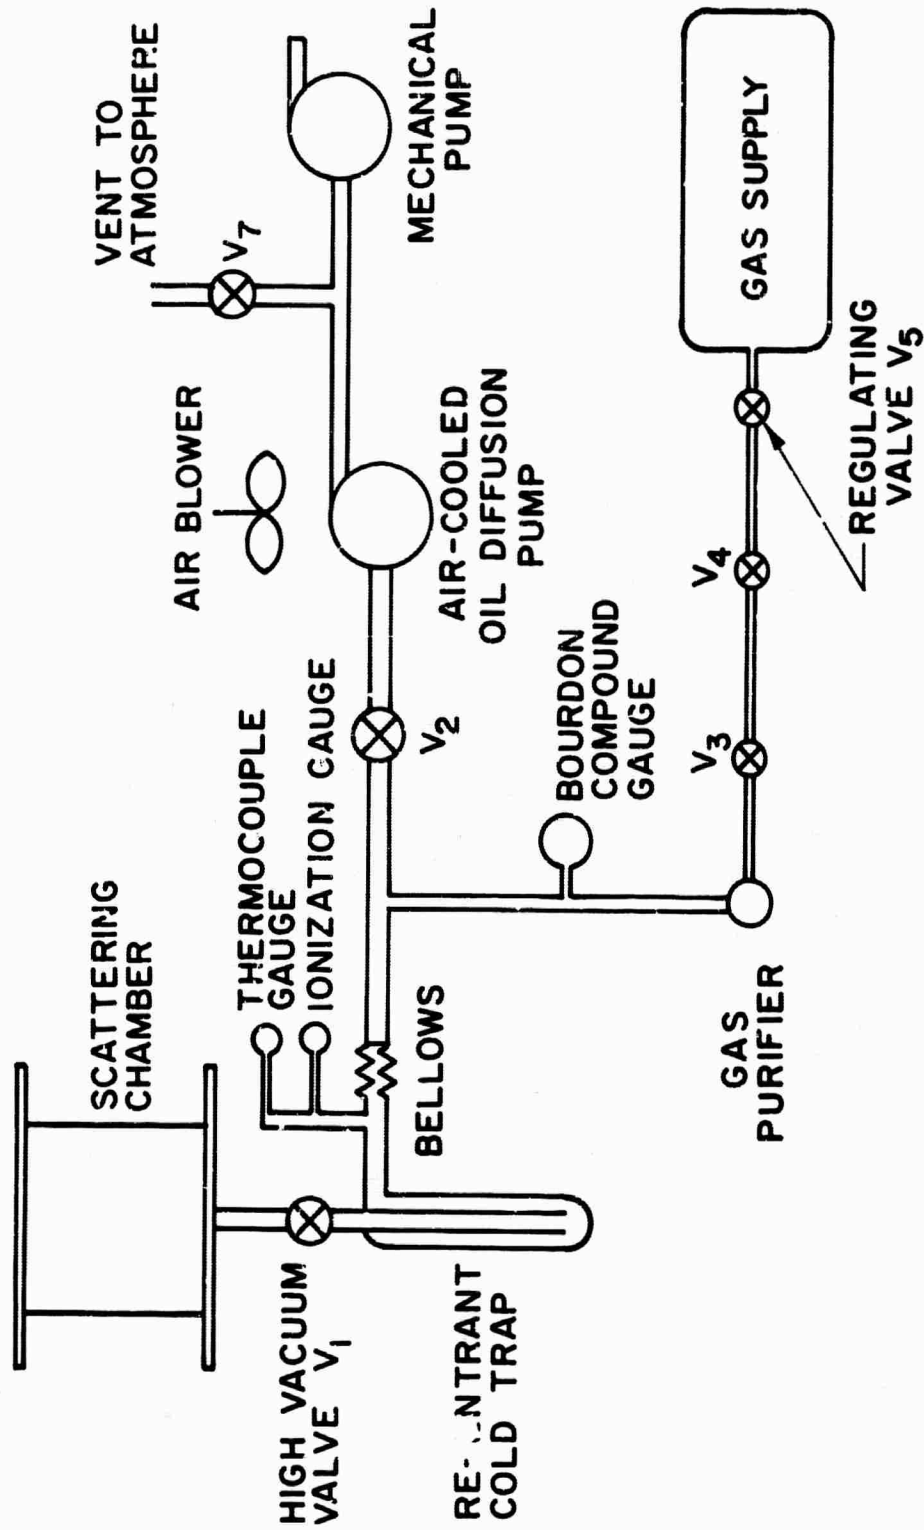 VENT TO
ATMOSPHERE
V7
MECHANICAL
PUMP
AIR BLOWER
AIR-COOLED
OIL DIFFUSION
PUMP
GAS SUPPLY
REGULATING
VALVE V5
V4
V3
V2
THERMOCOUPLE
GAUGE
IONIZATION GAUGE
BOURDON
COMPOUND
GAUGE
SCATTERING
CHAMBER
BELLOWS
GAS
PURIFIER
HIGH VACUUM
VALVE V1
COLD TRAP